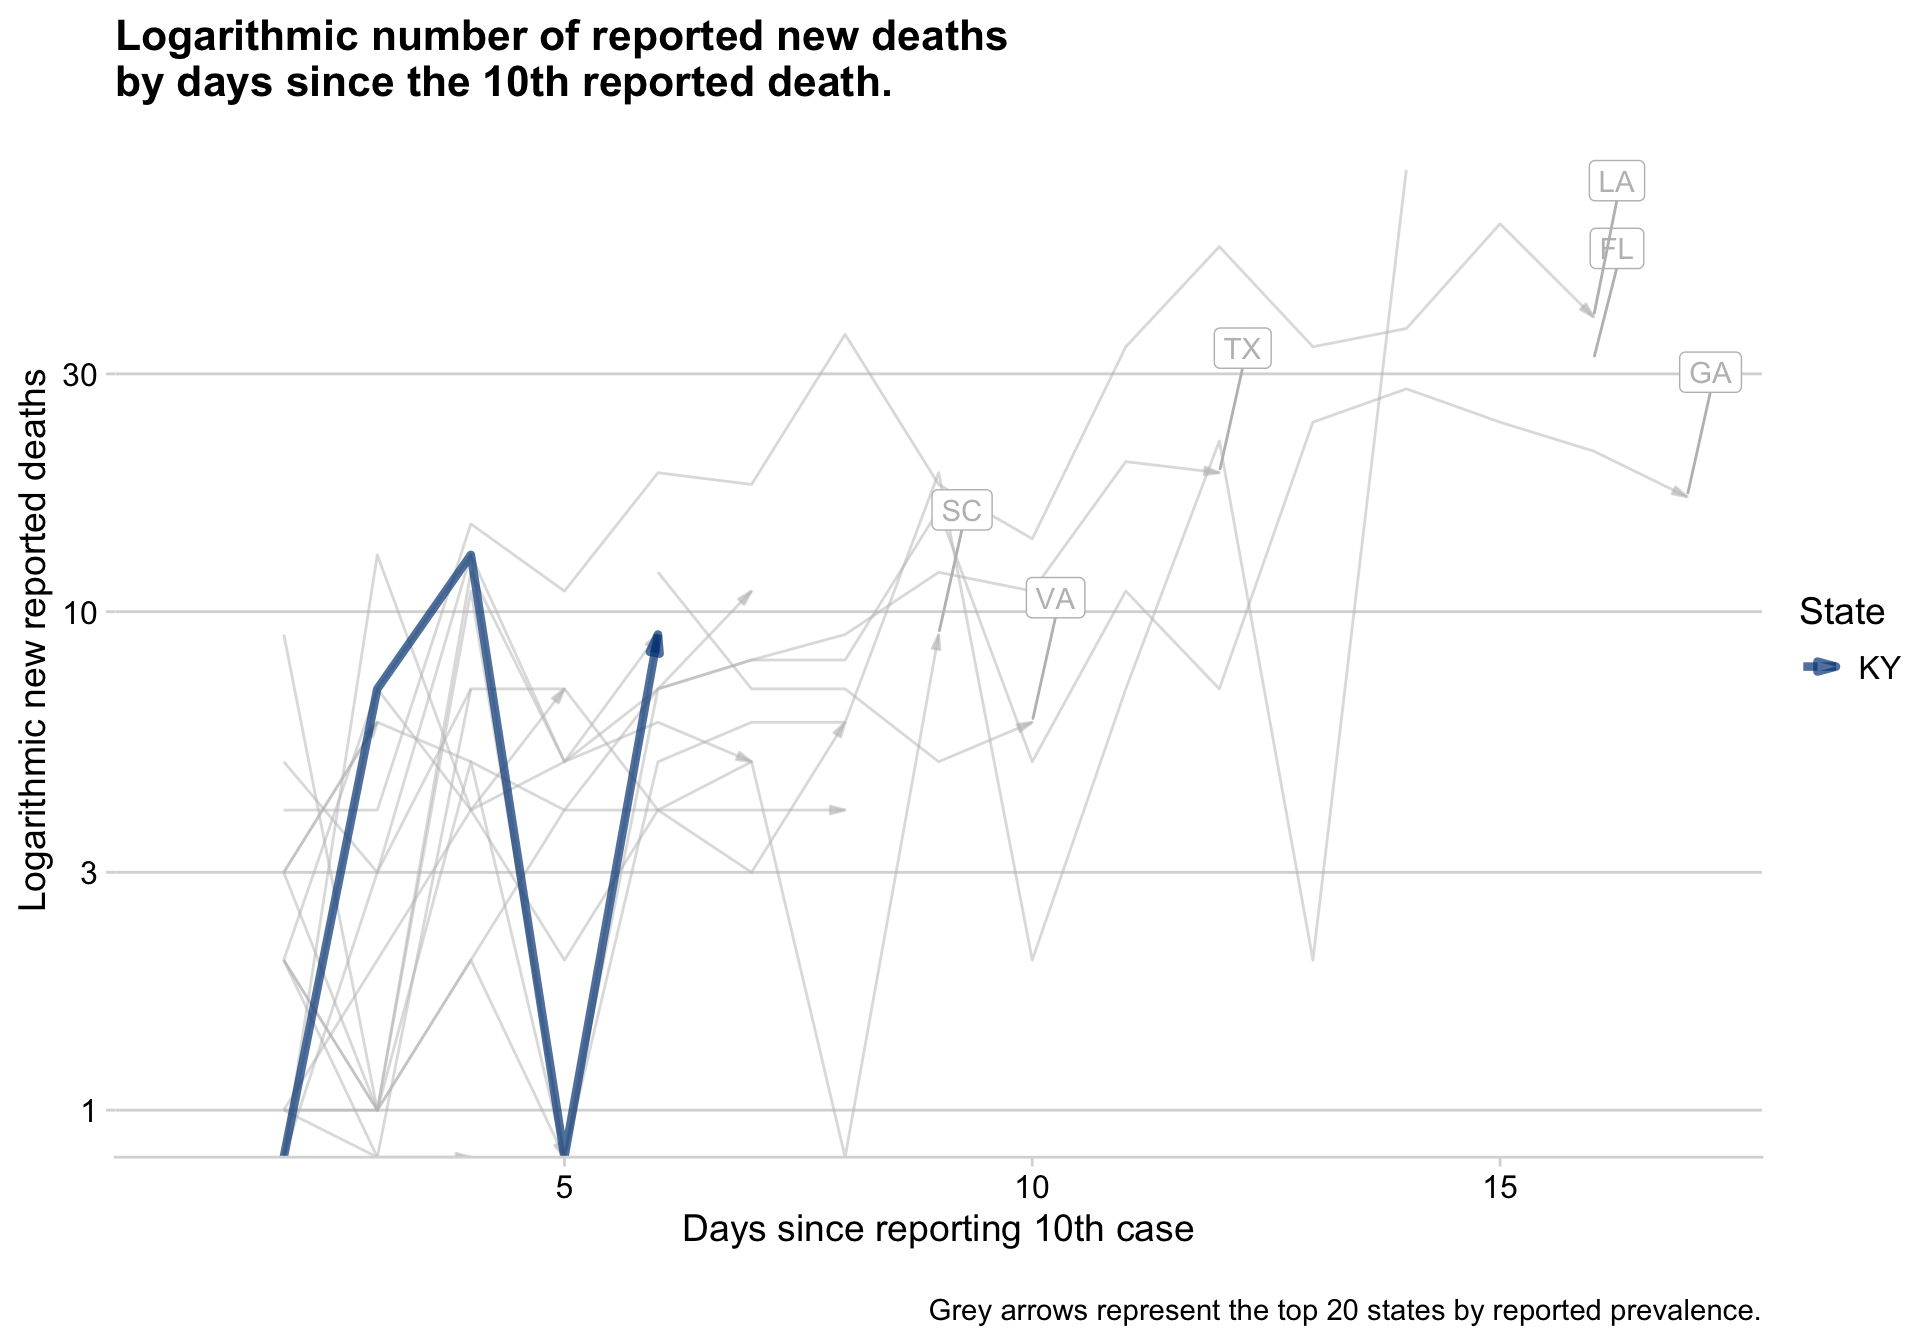 Logarithmic number of reported new deaths
by days since the 10th reported death.
LA
FL
TX
GA
SC
VA
30
10
3
1
Logarithmic new reported deaths
5
10
15
Days since reporting 10th case
State
KY
Grey arrows represent the top 20 states by reported prevalence.